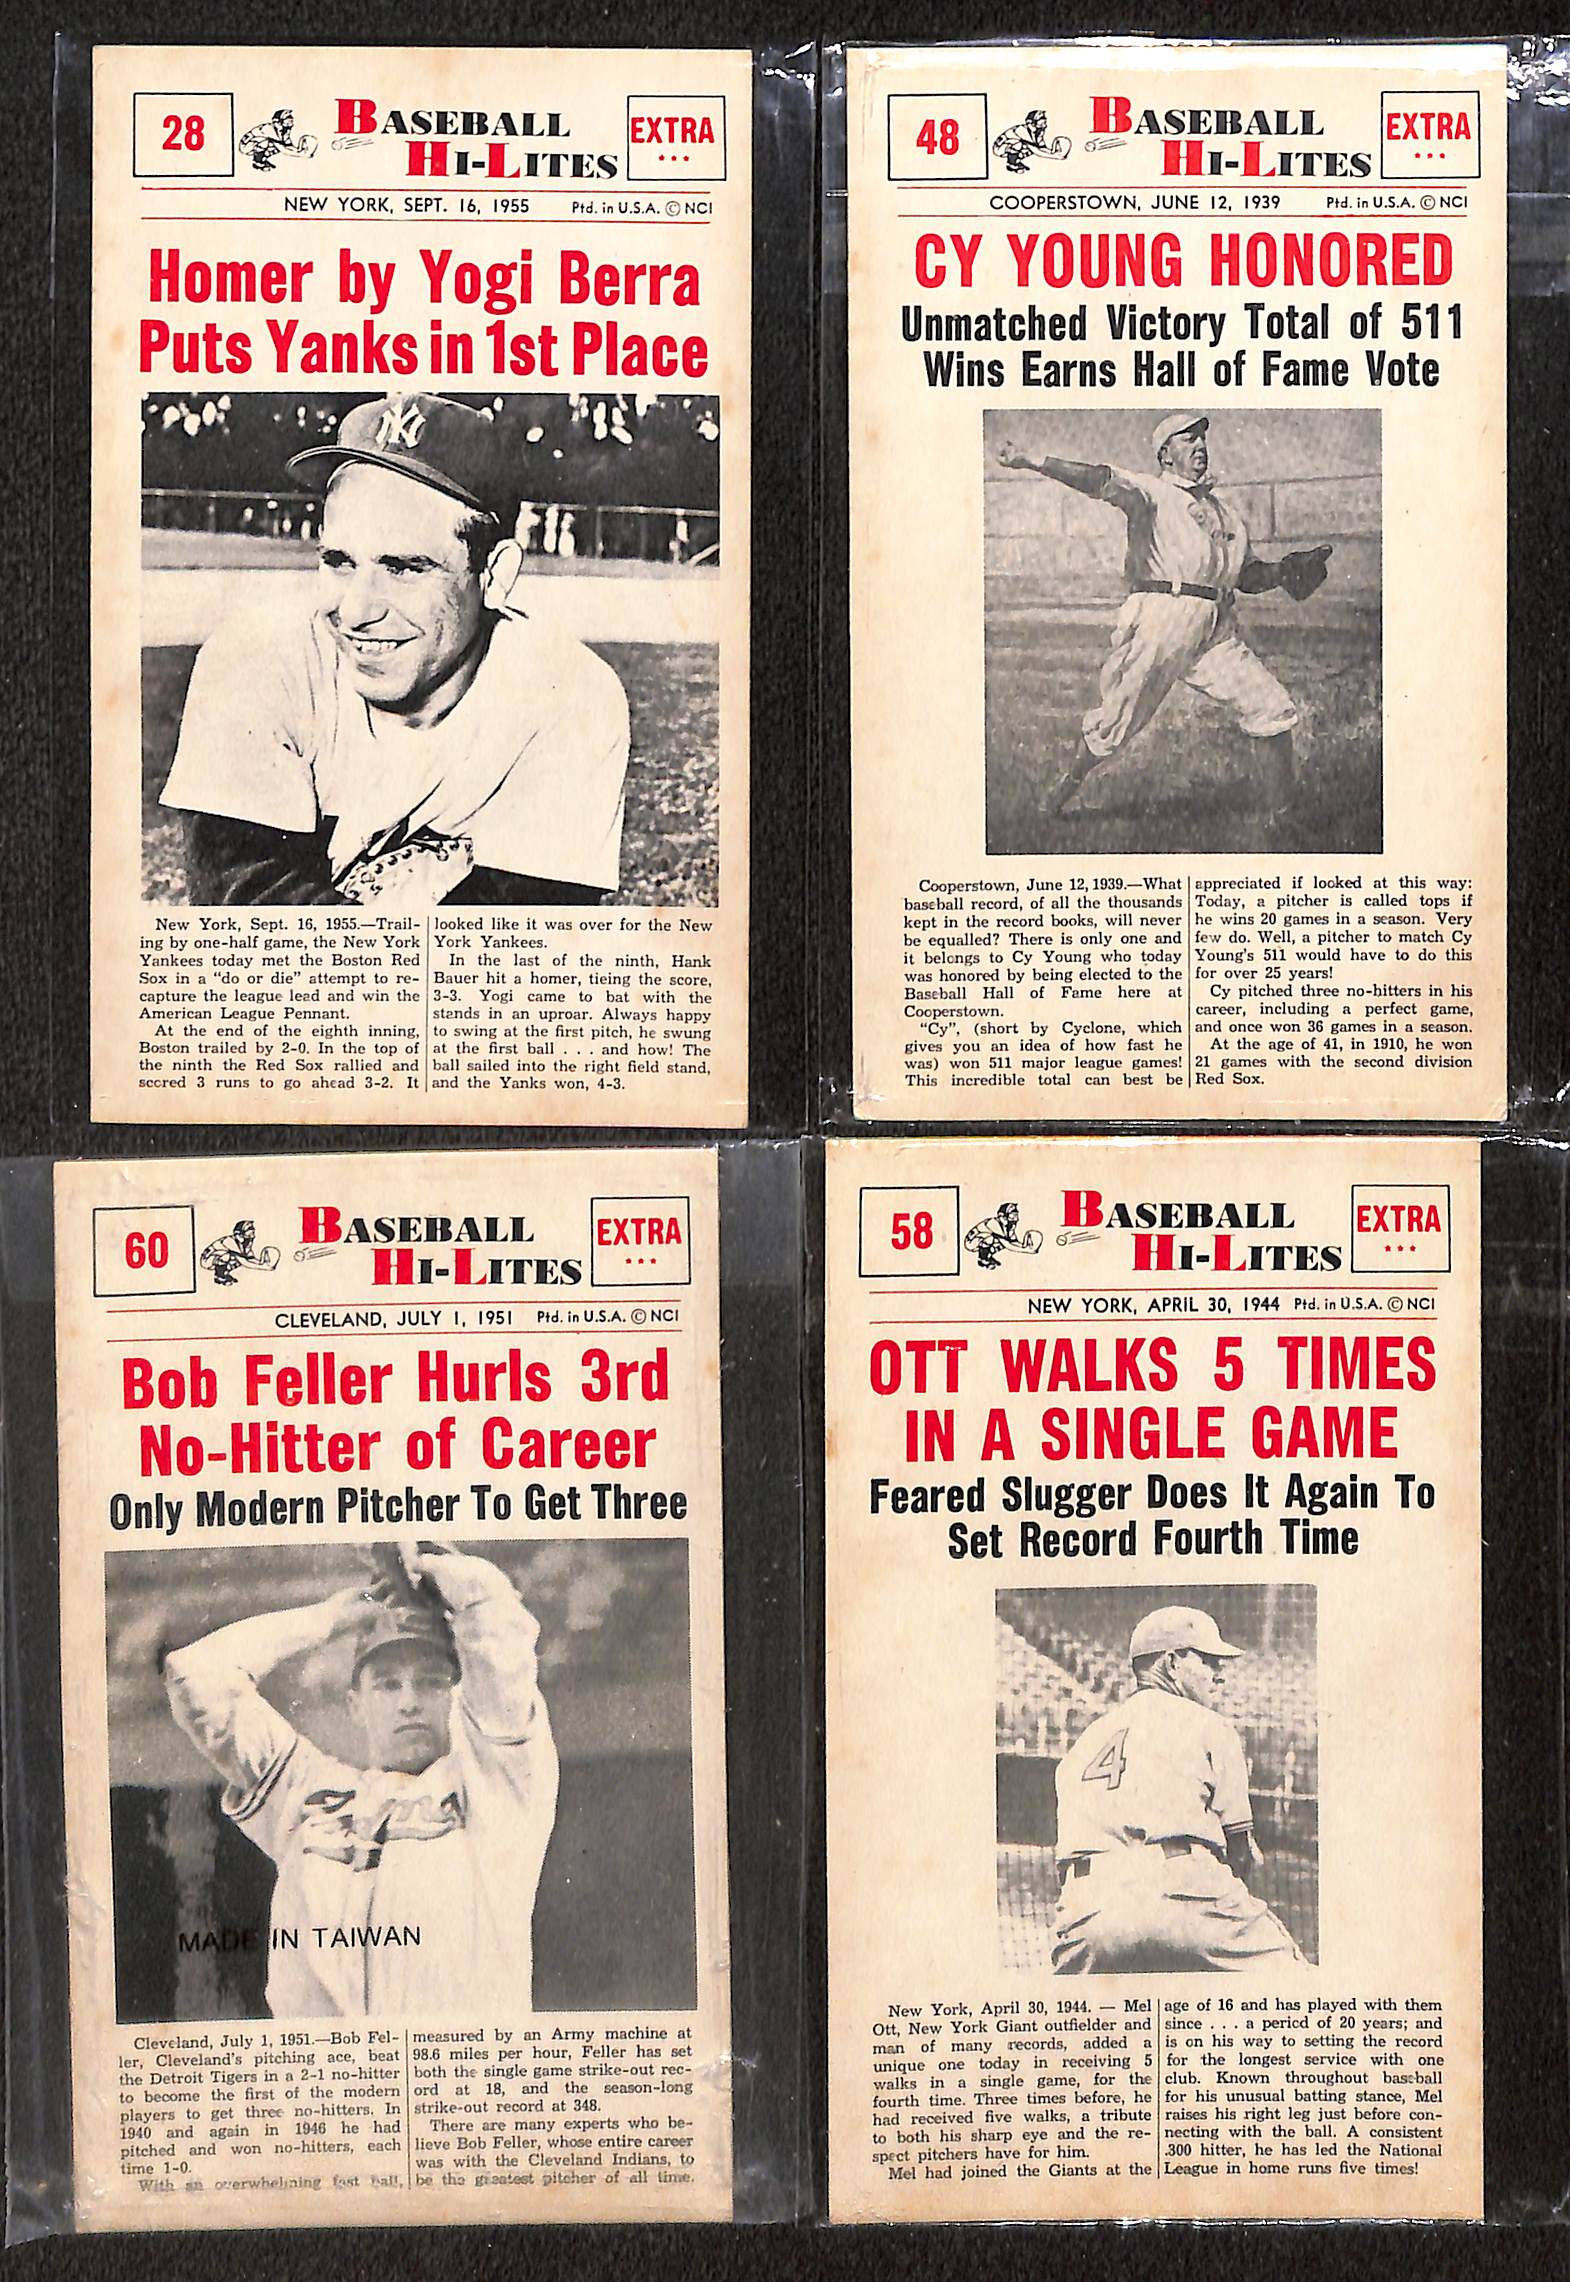 28
BASEBALL
HI-LITES
EXTRA
NEW YORK, SEPT. 16, 1955 Ptd. in U.S.A. © NCI
Homer by Yogi Berra
Puts Yanks in 1st Place
NY
New York, Sept. 16, 1955.—Trail-
ing by one-half game, the New York
Yankees today met the Boston Red
Sox in a “do or die” attempt to re-
capture the league lead and win the
American League Pennant.
At the end of the eighth inning,
Boston trailed by 2-0. In the top of
the ninth the Red Sox rallied and
scored 3 runs to go ahead 3-2. It
looked like it was over for the New
York Yankees.
In the last of the ninth, Hank
Bauer hit a homer, tieing the score,
3-3. Yogi came to bat with the
stands in an uproar. Always happy
to swing at the first pitch, he swung
at the first ball . . . and how! The
ball sailed into the right field stand,
and the Yanks won, 4-3.
48
BASEBALL
HI-LITES
EXTRA
COOPERSTOWN, JUNE 12, 1939 Ptd. in U.S.A. © NCI
CY YOUNG HONORED
Unmatched Victory Total of 511
Wins Earns Hall of Fame Vote
Cooperstown, June 12, 1939.—What
baseball record, of all the thousands
kept in the record books, will never
be equalled? There is only one and
it belongs to Cy Young who today
was honored by being elected to the
Baseball Hall of Fame here at
Cooperstown.
“Cy”, (short by Cyclone, which
gives you an idea of how fast he
was) won 511 major league games!
This incredible total can best be
appreciated if looked at this way:
Today, a pitcher is called tops if
he wins 20 games in a season. Very
few do. Well, a pitcher to match Cy
Young's 511 would have to do this
for over 25 years!
Cy pitched three no-hitters in his
career, including a perfect game,
and once won 36 games in a season.
At the age of 41, in 1910, he won
21 games with the second division
Red Sox.
60
BASEBALL
HI-LITES
EXTRA
CLEVELAND, JULY 1, 1951 Ptd. in U.S.A. © NCI
Bob Feller Hurls 3rd
No-Hitter of Career
Only Modern Pitcher To Get Three
MADE IN TAIWAN
Cleveland, July 1, 1951.—Bob Fel-
ler, Cleveland's pitching ace, beat
the Detroit Tigers in a 2-1 no-hitter
to become the first of the modern
players to get three no-hitters. In
1940 and again in 1946 he had
pitched and won no-hitters, each
time 1-0.
With an overwhelming fast ball,
measured by an Army machine at
98.6 miles per hour, Feller has set
both the single game strike-out rec-
ord at 18, and the season-long
strike-out record at 348.
There are many experts who be-
lieve Bob Feller, whose entire career
was with the Cleveland Indians, to
be the greatest pitcher of all time.
58
BASEBALL
HI-LITES
EXTRA
NEW YORK, APRIL 30, 1944 Ptd. in U.S.A. © NCI
OTT WALKS 5 TIMES
IN A SINGLE GAME
Feared Slugger Does It Again To
Set Record Fourth Time
4
New York, April 30, 1944. — Mel
Ott, New York Giant outfielder and
man of many records, added a
unique one today in receiving 5
walks in a single game, for the
fourth time. Three times before, he
had received five walks, a tribute
to both his sharp eye and the re-
spect pitchers have for him.
Mel had joined the Giants at the
age of 16 and has played with them
since . . . a period of 20 years; and
is on his way to setting the record
for the longest service with one
club. Known throughout baseball
for his unusual batting stance, Mel
raises his right leg just before con-
necting with the ball. A consistent
.300 hitter, he has led the National
League in home runs five times!